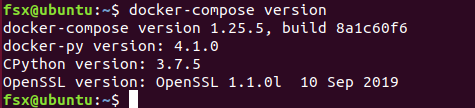 fsx@ubuntu:~$ docker-compose version
docker-compose version 1.25.5, build 8a1c60f6
docker-py version: 4.1.0
CPython version: 3.7.5
OpenSSL version: OpenSSL 1.1.0l  10 Sep 2019
fsx@ubuntu:~$